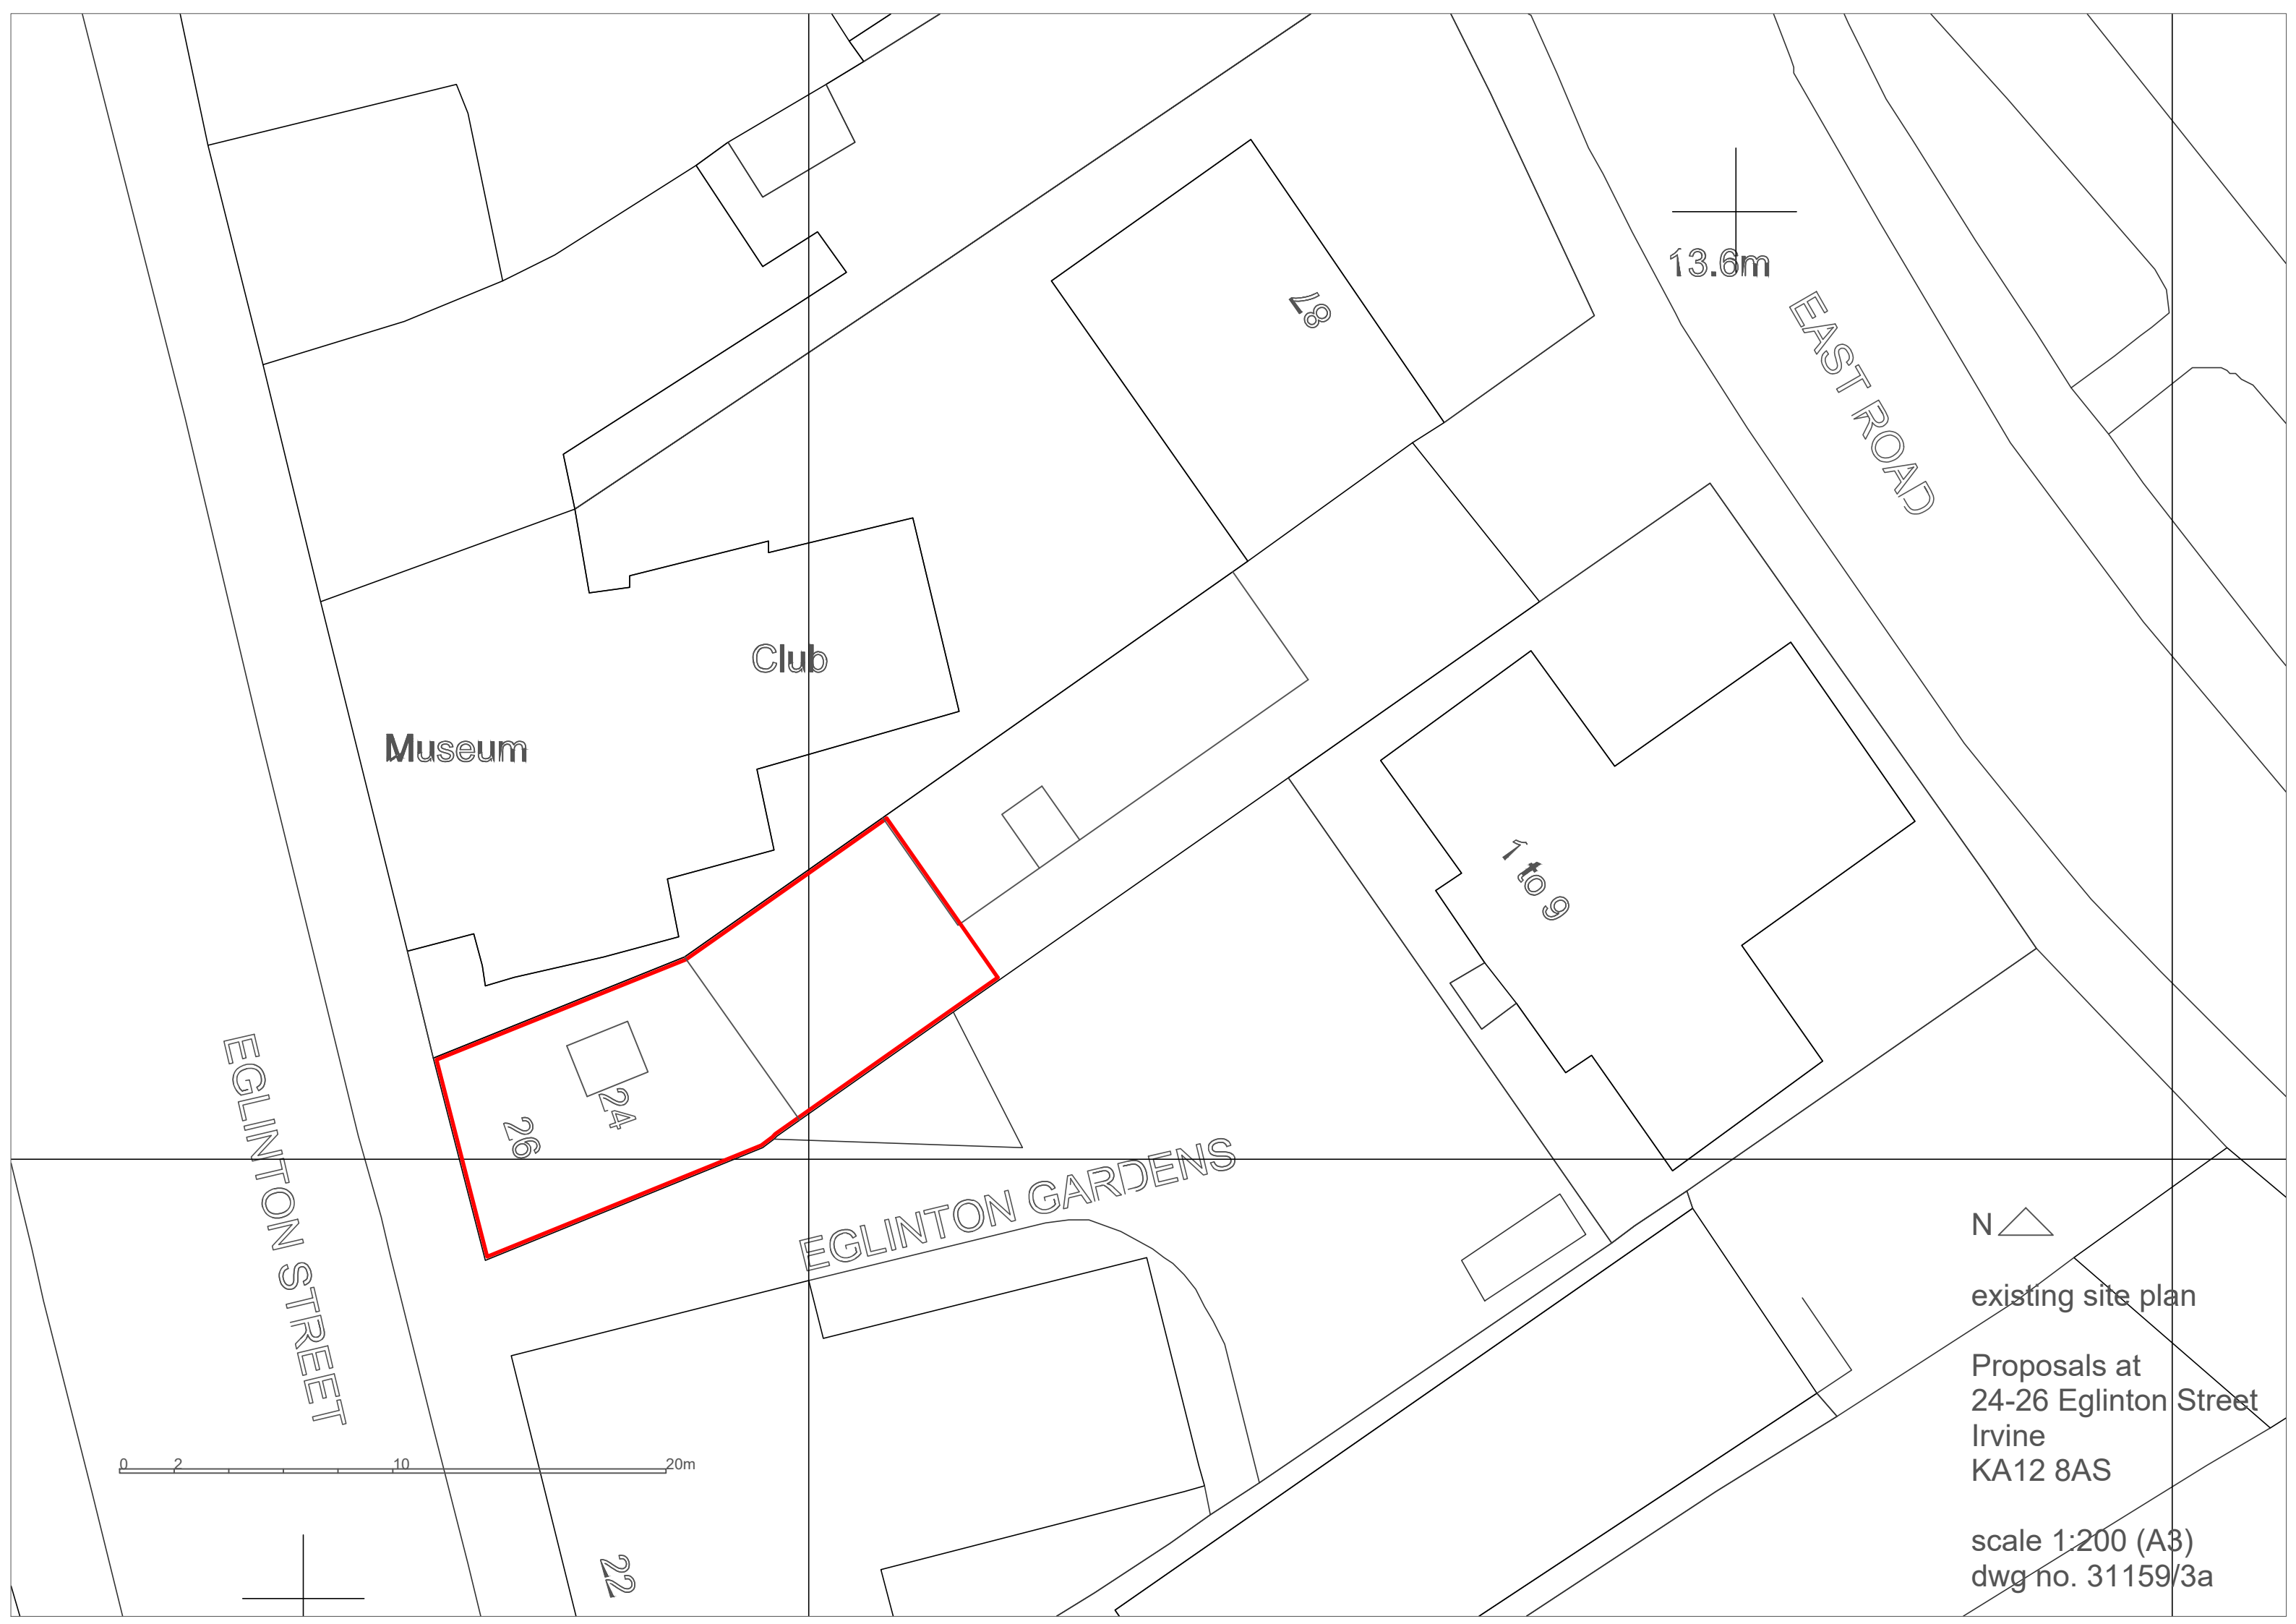 87
13.6m
EAST ROAD
Club
Museum
1 to 9
24
26
EGLINTON STREET
EGLINTON GARDENS
22
0 2 10 20m
N
existing site plan
Proposals at
24-26 Eglinton Street
Irvine
KA12 8AS
scale 1:200 (A3)
dwg no. 31159/3a